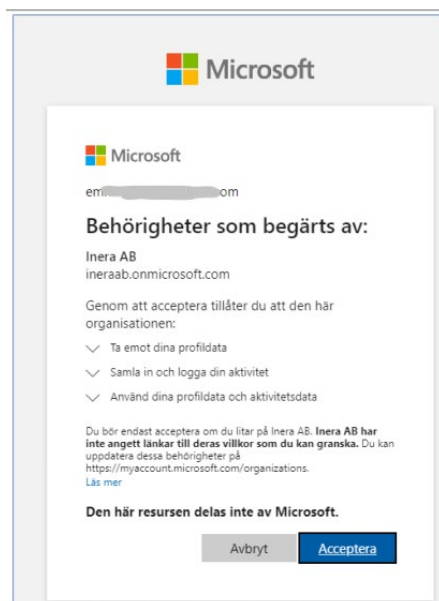 Microsoft
Microsoft
em om
Behörigheter som begärts av:
Inera AB
ineraab.onmicrosoft.com
Genom att acceptera tillåter du att den här
organisationen:
Ta emot dina profildata
Samla in och logga din aktivitet
Använd dina profildata och aktivitetsdata
Du bör endast acceptera om du litar på Inera AB. Inera AB har
inte angett länkar till deras villkor som du kan granska. Du kan
uppdatera dessa behörigheter på
https://myaccount.microsoft.com/organizations.
Läs mer
Den här resursen delas inte av Microsoft.
Avbryt Acceptera